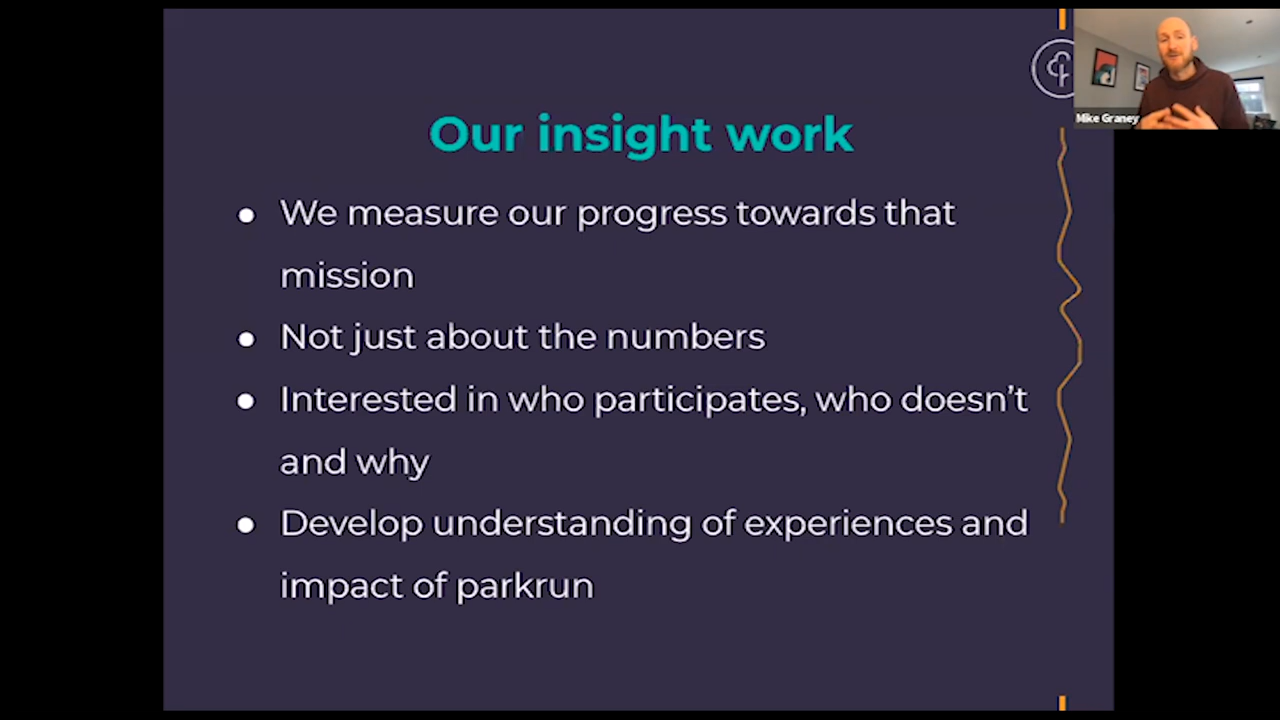 Our insight work
● We measure our progress towards that
mission
● Not just about the numbers
● Interested in who participates, who doesn’t
and why
● Develop understanding of experiences and
impact of parkrun
Mike Graney